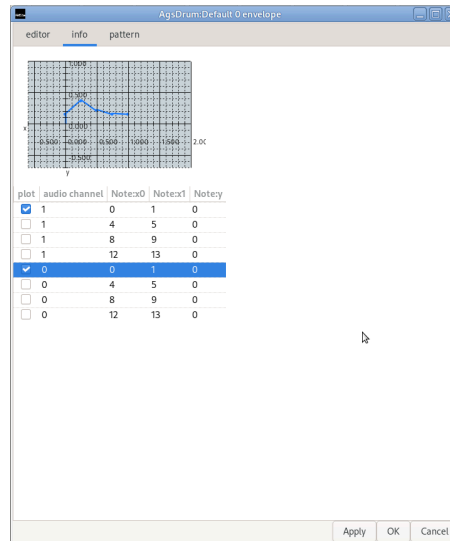 AgsDrum:Default 0 envelope
editor info pattern
1.000
0.500
x 0.000
-0.500 0.000 0.500 1.000 1.500 2.00
-0.500
y
plot audio channel Note:x0 Note:x1 Note:y
1 0 1 0
1 4 5 0
1 8 9 0
1 12 13 0
0 0 1 0
0 4 5 0
0 8 9 0
0 12 13 0
Apply OK Cancel